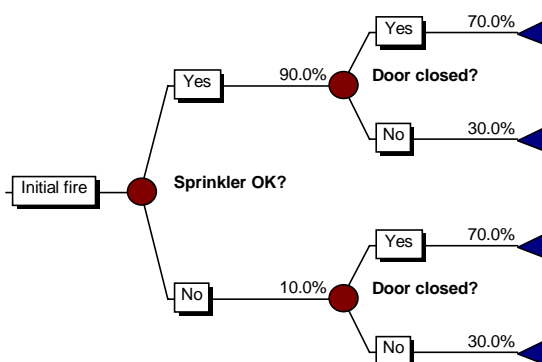 Yes 70.0%
Yes 90.0% Door closed?
No 30.0%
Initial fire Sprinkler OK?
Yes 70.0%
No 10.0% Door closed?
No 30.0%